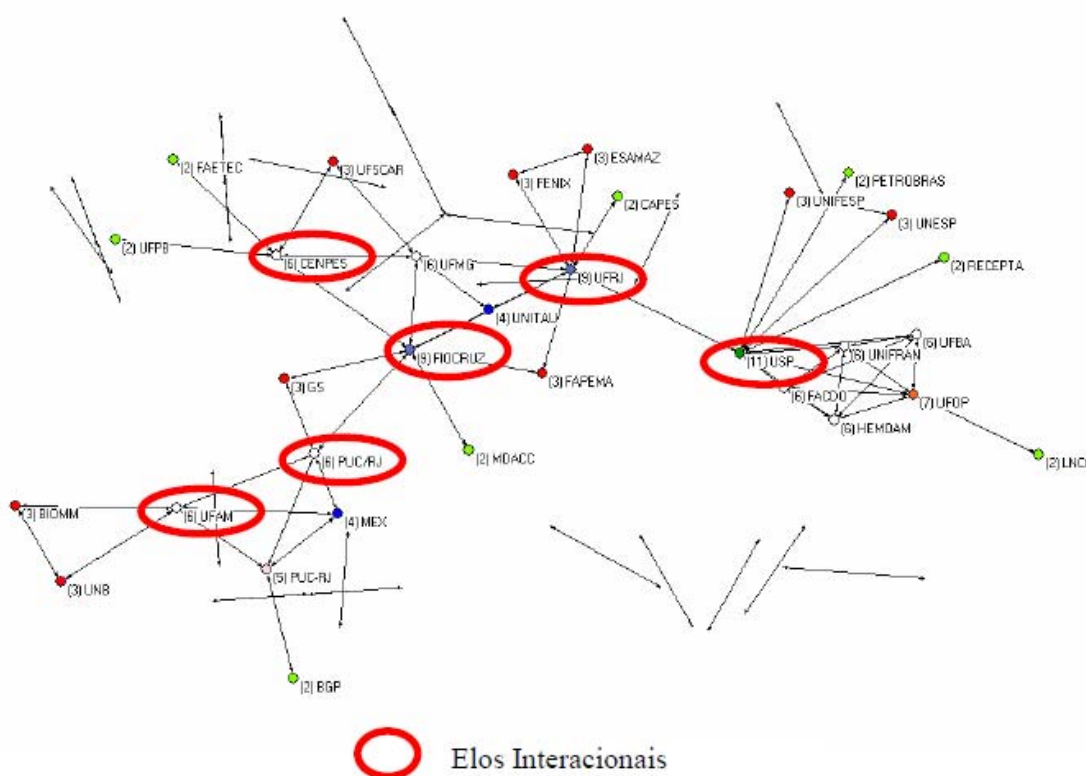 (2) FAETEC
(3) UFSCAR
(3) ESAMAZ
(3) FENIX
(2) CAPES
(2) PETROBRAS
(3) UNIFESP
(3) UNESP
(2) UFPB
(6) CENPES
(6) UFMG
(9) UFRJ
(2) RECEPTA
(4) UNITAU
(9) FIOCRUZ
(11) USP
(6) UFBA
(6) UNIFRAN
(3) GS
(3) FAPEMA
(6) FACOO
(7) UFOP
(6) HEMOAM
(6) PUC/RJ
(2) MDACC
(2) LNC
(3) BIOMM
(6) UFAM
(4) MEX
(3) UNB
(5) PUC-RJ
(2) BGP
Elos Interacionais